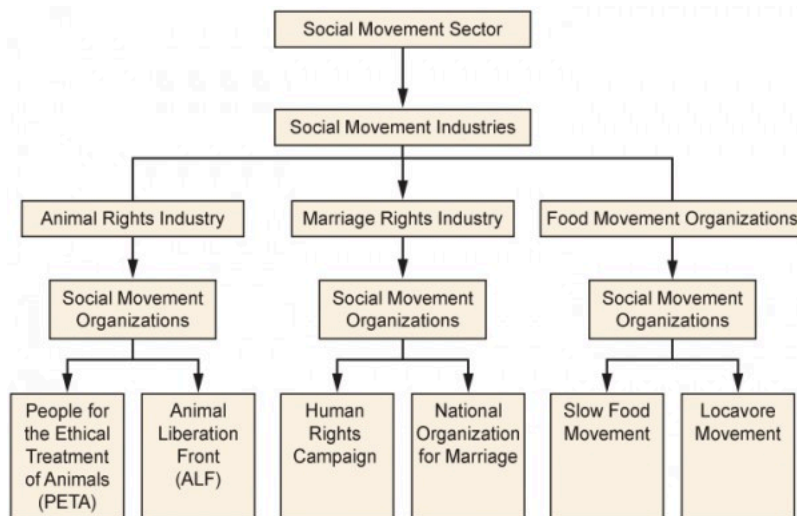 Social Movement Sector
Social Movement Industries
Animal Rights Industry
Marriage Rights Industry
Food Movement Organizations
Social Movement
Organizations
Social Movement
Organizations
Social Movement
Organizations
People for
the Ethical
Treatment
of Animals
(PETA)
Animal
Liberation
Front
(ALF)
Human
Rights
Campaign
National
Organization
for Marriage
Slow Food
Movement
Locavore
Movement